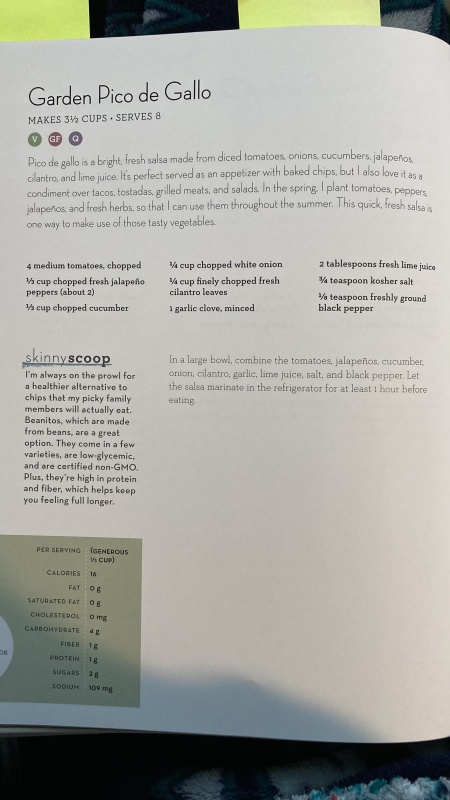 Garden Pico de Gallo
MAKES 3½ CUPS • SERVES 8
V GF Q
Pico de gallo is a bright, fresh salsa made from diced tomatoes, onions, cucumbers, jalapeños,
cilantro, and lime juice. It's perfect served as an appetizer with baked chips, but I also love it as a
condiment over tacos, tostadas, grilled meats, and salads. In the spring, I plant tomatoes, peppers,
jalapeños, and fresh herbs, so that I can use them throughout the summer. This quick, fresh salsa is
one way to make use of those tasty vegetables.
4 medium tomatoes, chopped
⅓ cup chopped fresh jalapeño
peppers (about 2)
⅓ cup chopped cucumber
¼ cup chopped white onion
¼ cup finely chopped fresh
cilantro leaves
1 garlic clove, minced
2 tablespoons fresh lime juice
¾ teaspoon kosher salt
⅛ teaspoon freshly ground
black pepper
skinnyscoop
I'm always on the prowl for
a healthier alternative to
chips that my picky family
members will actually eat.
Beanitos, which are made
from beans, are a great
option. They come in a few
varieties, are low-glycemic,
and are certified non-GMO.
Plus, they're high in protein
and fiber, which helps keep
you feeling full longer.
In a large bowl, combine the tomatoes, jalapeños, cucumber,
onion, cilantro, garlic, lime juice, salt, and black pepper. Let
the salsa marinate in the refrigerator for at least 1 hour before
eating.
PER SERVING (GENEROUS
⅓ CUP)
CALORIES 16
FAT 0 g
SATURATED FAT 0 g
CHOLESTEROL 0 mg
CARBOHYDRATE 4 g
FIBER 1 g
PROTEIN 1 g
SUGARS 2 g
SODIUM 109 mg